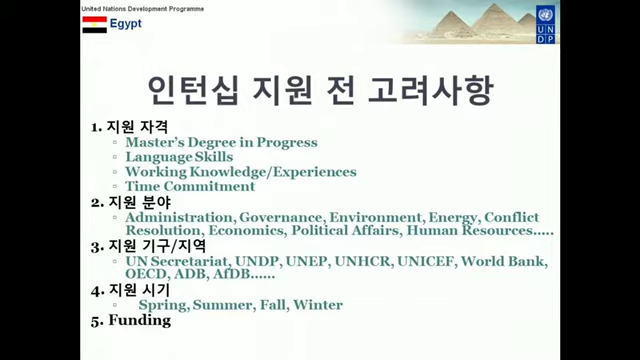 United Nations Development Programme
Egypt
U N
D P
인턴십 지원 전 고려사항
1. 지원 자격
Master's Degree in Progress
Language Skills
Working Knowledge/Experiences
Time Commitment
2. 지원 분야
Administration, Governance, Environment, Energy, Conflict
Resolution, Economics, Political Affairs, Human Resources.....
3. 지원 기구/지역
UN Secretariat, UNDP, UNEP, UNHCR, UNICEF, World Bank,
OECD, ADB, AfDB......
4. 지원 시기
Spring, Summer, Fall, Winter
5. Funding